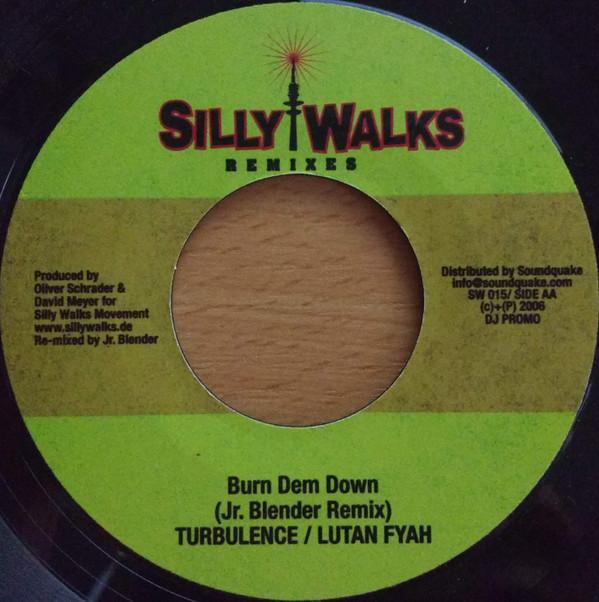 SILLY WALKS
REMIXES
Produced by
Oliver Schrader &
David Meyer for
Silly Walks Movement
www.sillywalks.de
Re-mixed by Jr. Blender
Distributed by Soundquake
info@soundquake.com
SW 015/ SIDE AA
(c)+(P) 2006
DJ PROMO
Burn Dem Down
(Jr. Blender Remix)
TURBULENCE / LUTAN FYAH